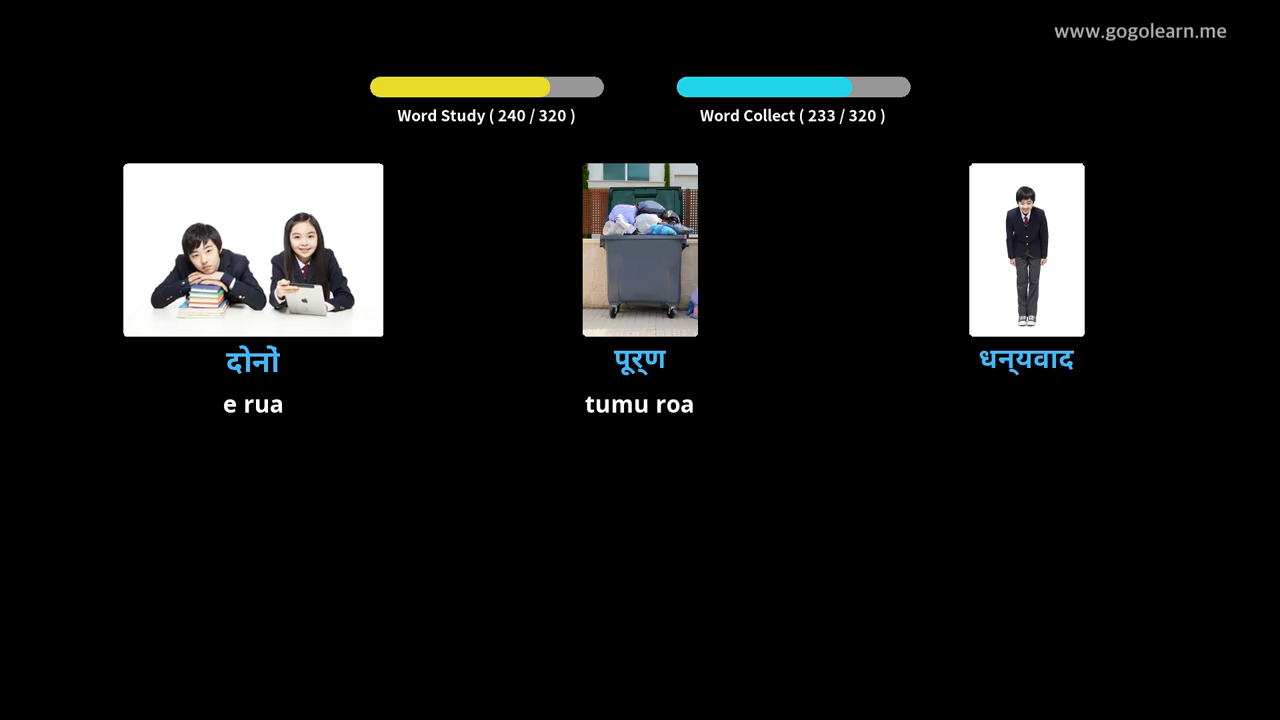 www.gogolearn.me
Word Study ( 240 / 320 )
Word Collect ( 233 / 320 )
दोनों
पूर्ण
धन्यवाद
e rua
tumu roa